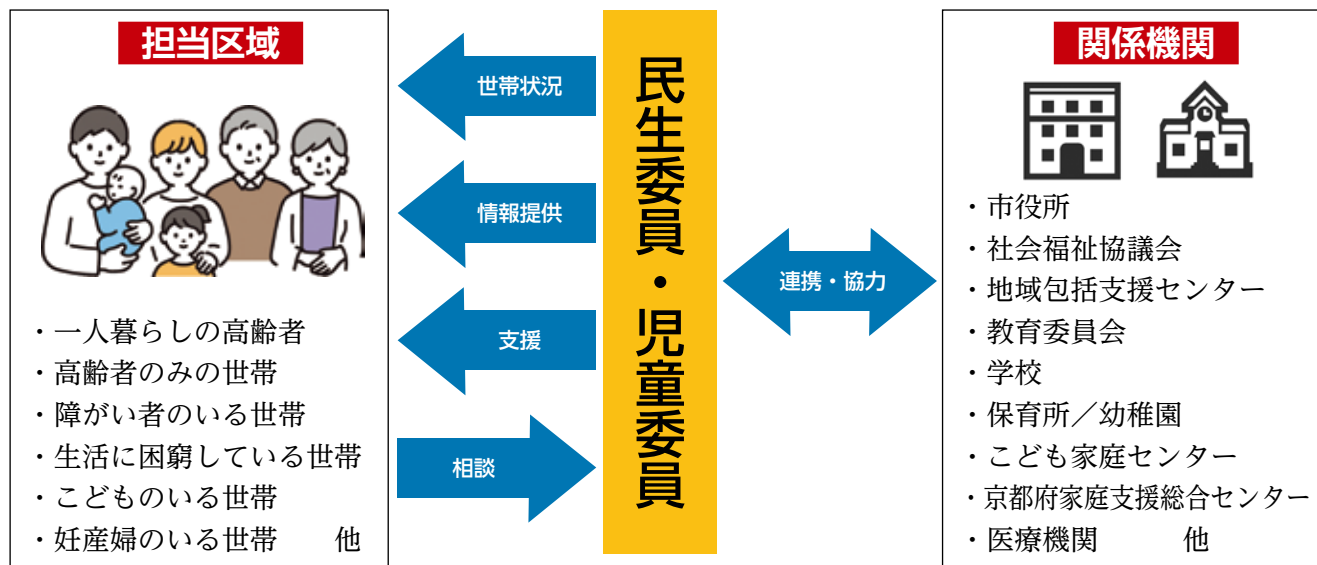 担当区域
・一人暮らしの高齢者
・高齢者のみの世帯
・障がい者のいる世帯
・生活に困窮している世帯
・こどものいる世帯
・妊産婦のいる世帯　　他
世帯状況
情報提供
支援
相談
民生委員・児童委員
連携・協力
関係機関
・市役所
・社会福祉協議会
・地域包括支援センター
・教育委員会
・学校
・保育所／幼稚園
・こども家庭センター
・京都府家庭支援総合センター
・医療機関　　　他